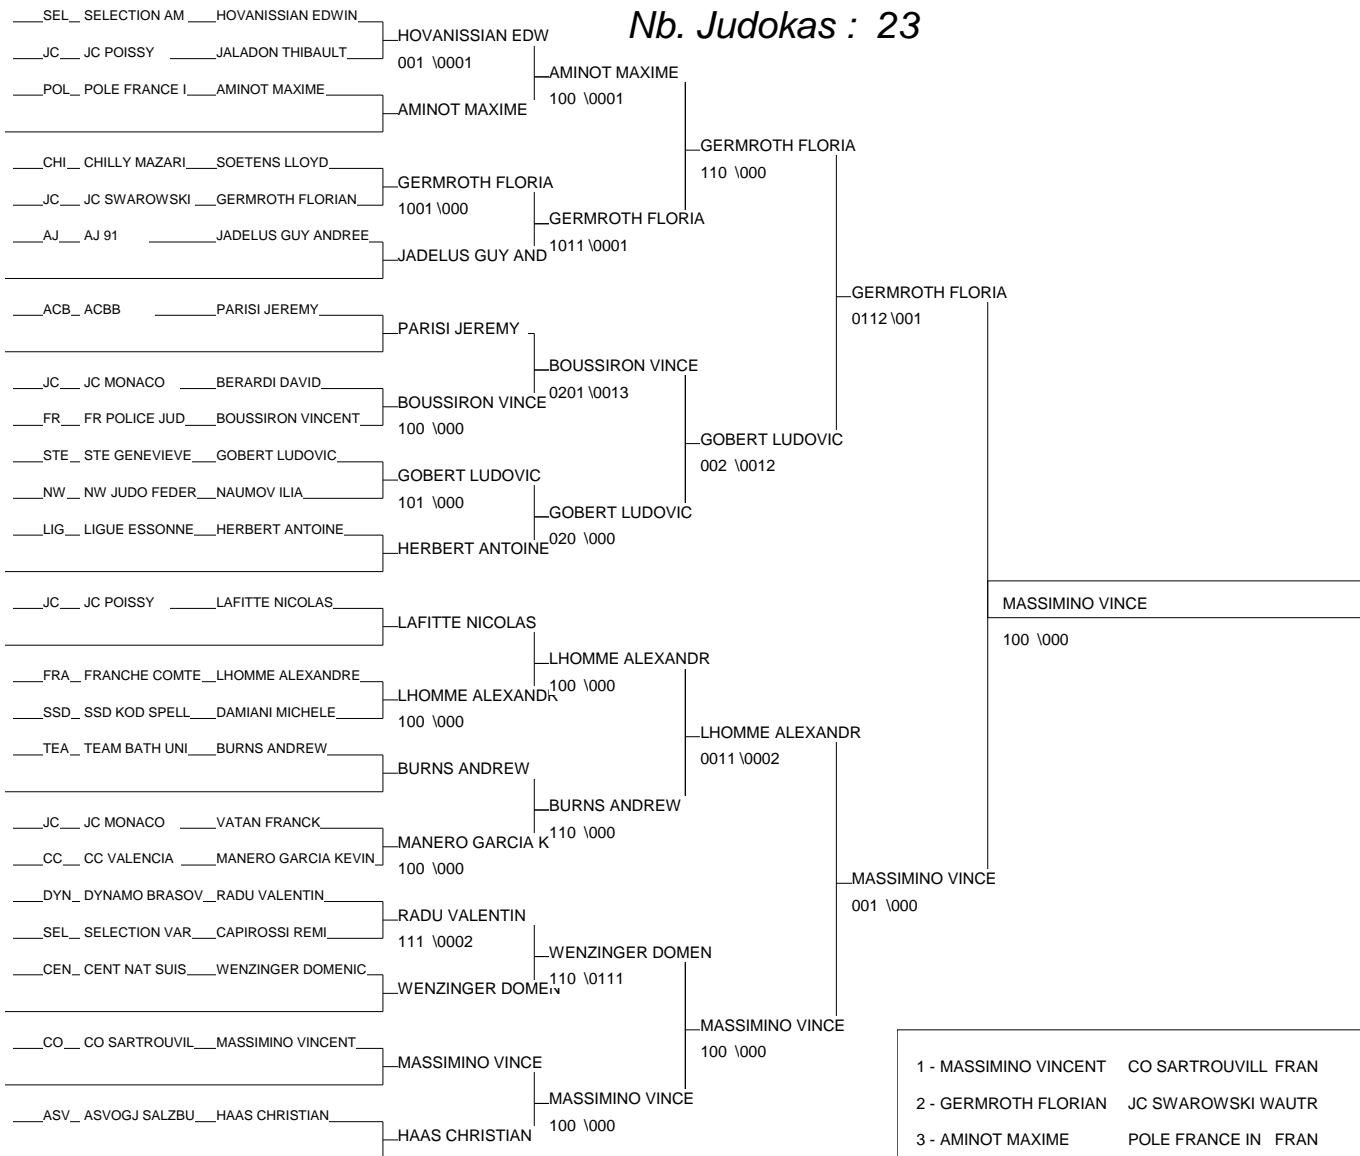 Nb. Judokas : 23
SEL SELECTION AM HOVANISSIAN EDWIN
JC JC POISSY JALADON THIBAULT
POL POLE FRANCE I AMINOT MAXIME
CHI CHILLY MAZARI SOETENS LLOYD
JC JC SWAROWSKI GERMROTH FLORIAN
AJ AJ 91 JADELUS GUY ANDREE
ACB ACBB PARISI JEREMY
JC JC MONACO BERARDI DAVID
FR FR POLICE JUD BOUSSIRON VINCENT
STE STE GENEVIEVE GOBERT LUDOVIC
NW NW JUDO FEDER NAUMOV ILIA
LIG LIGUE ESSONNE HERBERT ANTOINE
JC JC POISSY LAFITTE NICOLAS
FRA FRANCHE COMTE LHOMME ALEXANDRE
SSD SSD KOD SPELL DAMIANI MICHELE
TEA TEAM BATH UNI BURNS ANDREW
JC JC MONACO VATAN FRANCK
CC CC VALENCIA MANERO GARCIA KEVIN
DYN DYNAMO BRASOV RADU VALENTIN
SEL SELECTION VAR CAPIROSSI REMI
CEN CENT NAT SUIS WENZINGER DOMENIC
CO CO SARTROUVIL MASSIMINO VINCENT
ASV ASVOGJ SALZBU HAAS CHRISTIAN
HOVANISSIAN EDW
001 \0001
AMINOT MAXIME
GERMROTH FLORIA
1001 \000
JADELUS GUY AND
PARISI JEREMY
BOUSSIRON VINCE
100 \000
GOBERT LUDOVIC
101 \000
HERBERT ANTOINE
LAFITTE NICOLAS
LHOMME ALEXANDR
100 \000
BURNS ANDREW
MANERO GARCIA K
100 \000
RADU VALENTIN
111 \0002
WENZINGER DOMEN
MASSIMINO VINCE
HAAS CHRISTIAN
AMINOT MAXIME
100 \0001
GERMROTH FLORIA
1011 \0001
BOUSSIRON VINCE
0201 \0013
GOBERT LUDOVIC
020 \000
LHOMME ALEXANDR
100 \000
BURNS ANDREW
110 \000
WENZINGER DOMEN
110 \0111
MASSIMINO VINCE
100 \000
GERMROTH FLORIA
110 \000
GOBERT LUDOVIC
002 \0012
LHOMME ALEXANDR
0011 \0002
MASSIMINO VINCE
100 \000
GERMROTH FLORIA
0112 \001
MASSIMINO VINCE
001 \000
MASSIMINO VINCE
100 \000
1 - MASSIMINO VINCENT CO SARTROUVILL FRAN
2 - GERMROTH FLORIAN JC SWAROWSKI WAUTR
3 - AMINOT MAXIME POLE FRANCE IN FRAN